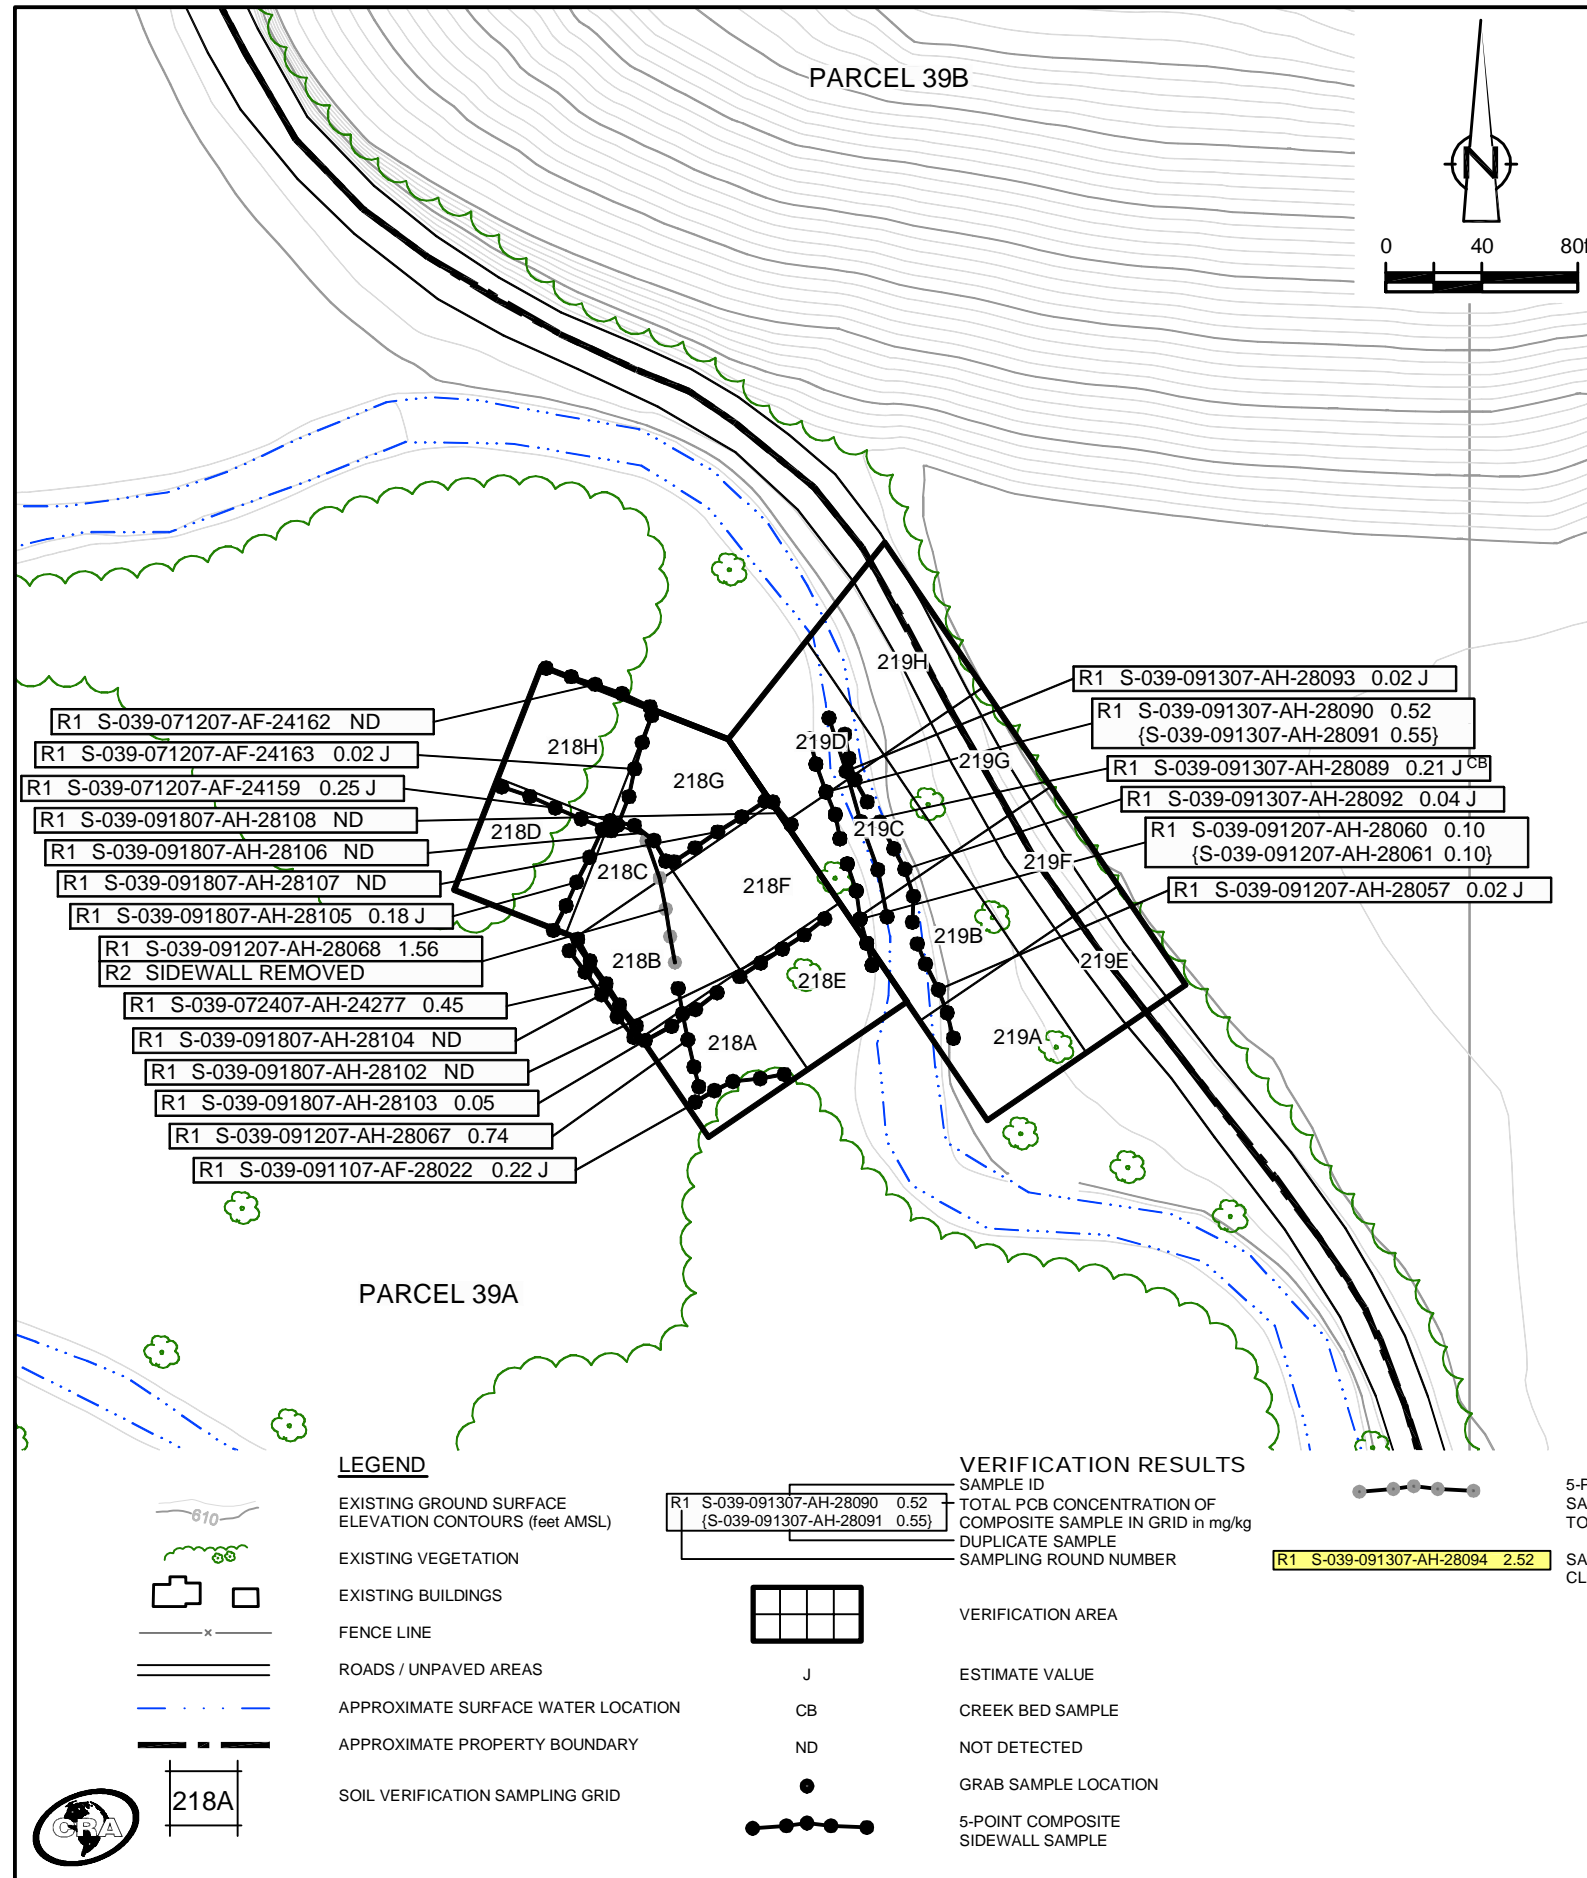 PARCEL 39B
N
0 40 80f
219H
R1 S-039-091307-AH-28093 0.02 J
R1 S-039-091307-AH-28090 0.52
{S-039-091307-AH-28091 0.55}
R1 S-039-091307-AH-28089 0.21 J CB
R1 S-039-091307-AH-28092 0.04 J
R1 S-039-091207-AH-28060 0.10
{S-039-091207-AH-28061 0.10}
R1 S-039-091207-AH-28057 0.02 J
R1 S-039-071207-AF-24162 ND
R1 S-039-071207-AF-24163 0.02 J
R1 S-039-071207-AF-24159 0.25 J
R1 S-039-091807-AH-28108 ND
R1 S-039-091807-AH-28106 ND
R1 S-039-091807-AH-28107 ND
R1 S-039-091807-AH-28105 0.18 J
R1 S-039-091207-AH-28068 1.56
R2 SIDEWALL REMOVED
R1 S-039-072407-AH-24277 0.45
R1 S-039-091807-AH-28104 ND
R1 S-039-091807-AH-28102 ND
R1 S-039-091807-AH-28103 0.05
R1 S-039-091207-AH-28067 0.74
R1 S-039-091107-AF-28022 0.22 J
218H
218G
218D
218C
218F
218B
218E
218A
219D
219G
219C
219F
219B
219E
219A
PARCEL 39A
LEGEND
610
EXISTING GROUND SURFACE
ELEVATION CONTOURS (feet AMSL)
EXISTING VEGETATION
EXISTING BUILDINGS
x
FENCE LINE
ROADS / UNPAVED AREAS
APPROXIMATE SURFACE WATER LOCATION
APPROXIMATE PROPERTY BOUNDARY
218A
SOIL VERIFICATION SAMPLING GRID
CRA
VERIFICATION RESULTS
R1 S-039-091307-AH-28090 0.52
{S-039-091307-AH-28091 0.55}
SAMPLE ID
TOTAL PCB CONCENTRATION OF
COMPOSITE SAMPLE IN GRID in mg/kg
DUPLICATE SAMPLE
SAMPLING ROUND NUMBER
VERIFICATION AREA
J
ESTIMATE VALUE
CB
CREEK BED SAMPLE
ND
NOT DETECTED
GRAB SAMPLE LOCATION
5-POINT COMPOSITE
SIDEWALL SAMPLE
5-P
SA
TO
R1 S-039-091307-AH-28094 2.52
SA
CL